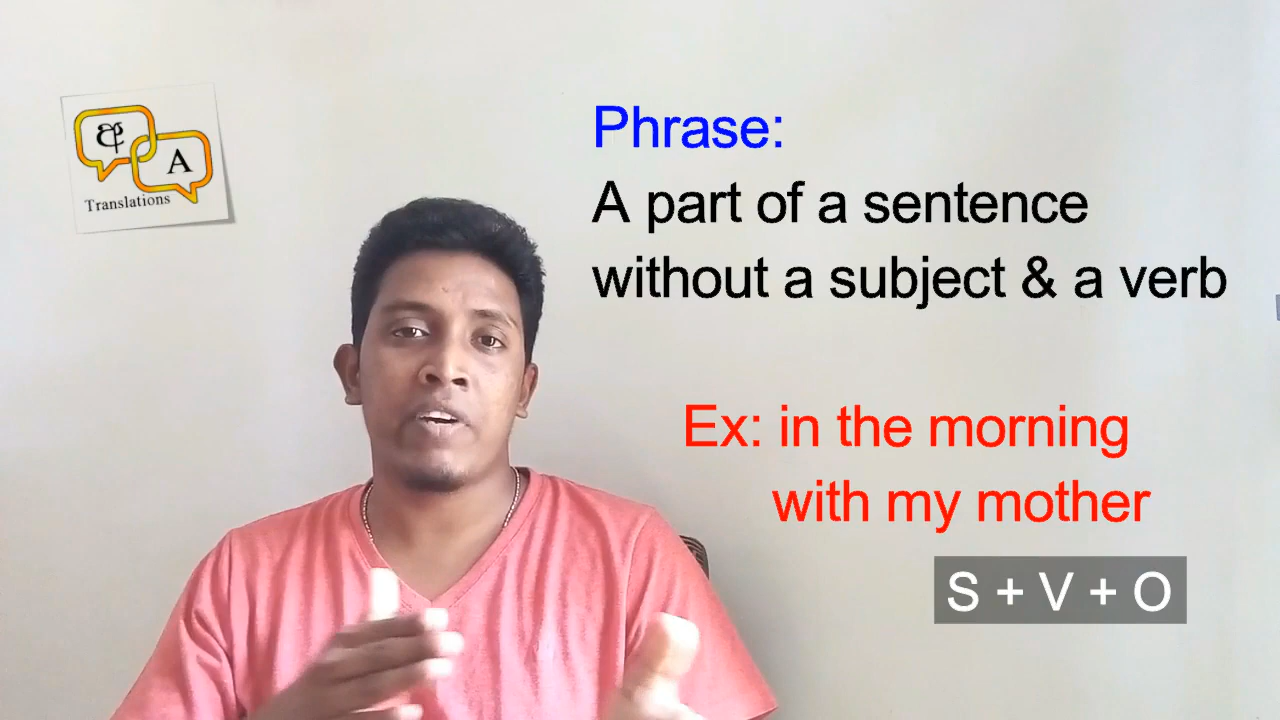 අ
A
Translations
Phrase:
A part of a sentence
without a subject & a verb
Ex: in the morning
with my mother
S + V + O